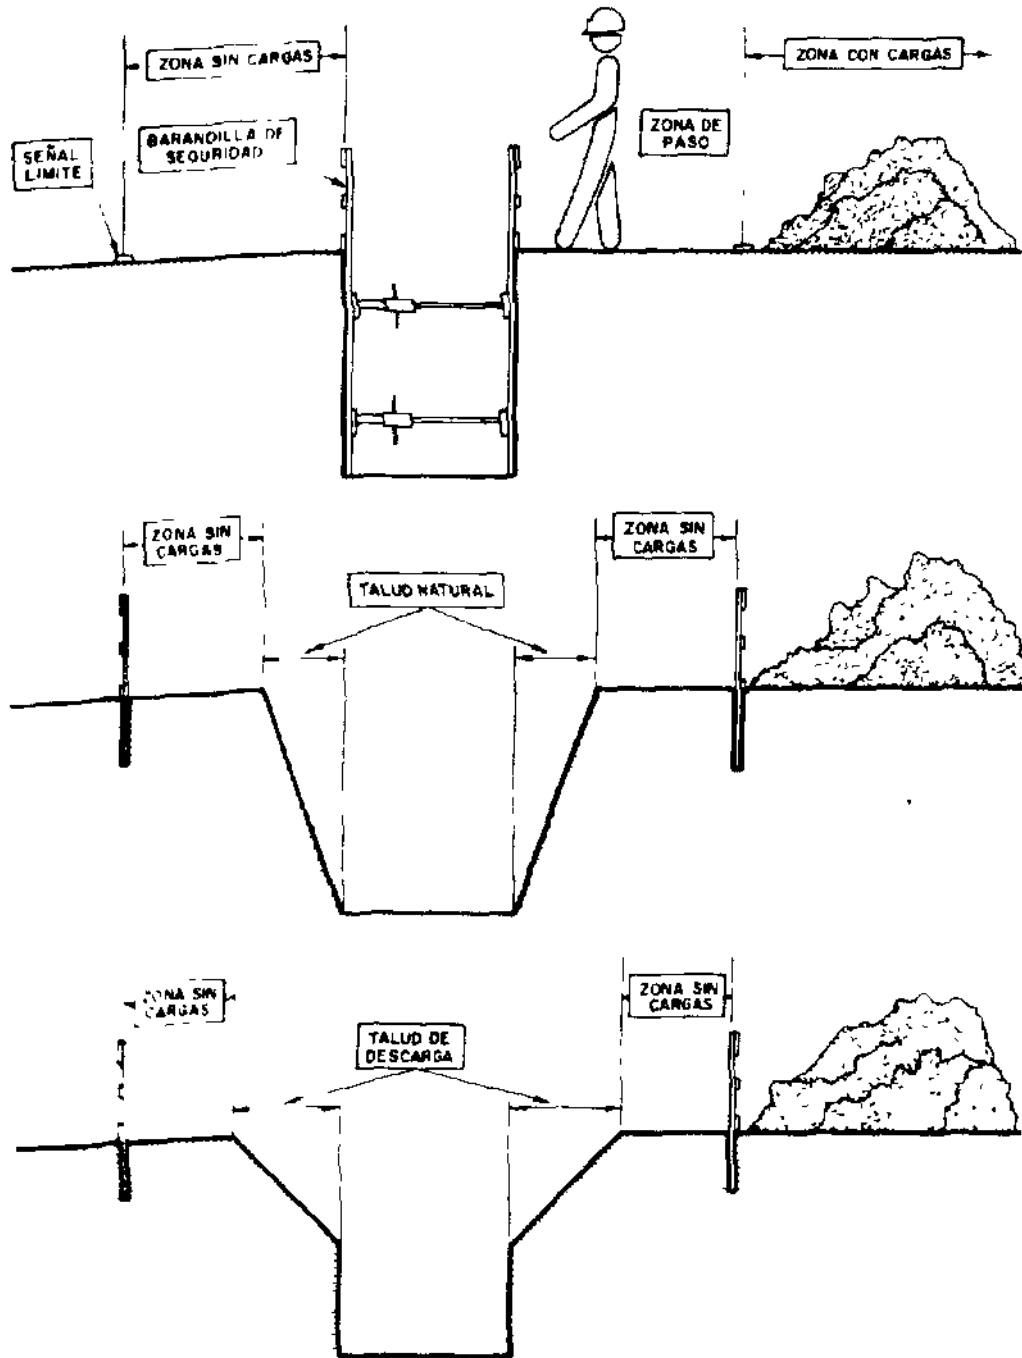 ZONA SIN CARGAS
ZONA CON CARGAS
BARANDILLA DE
SEGURIDAD
ZONA DE
PASO
SEÑAL
LIMITE
ZONA SIN
CARGAS
ZONA SIN
CARGAS
TALUD NATURAL
ZONA SIN
CARGAS
ZONA SIN
CARGAS
TALUD DE
DESCARGA